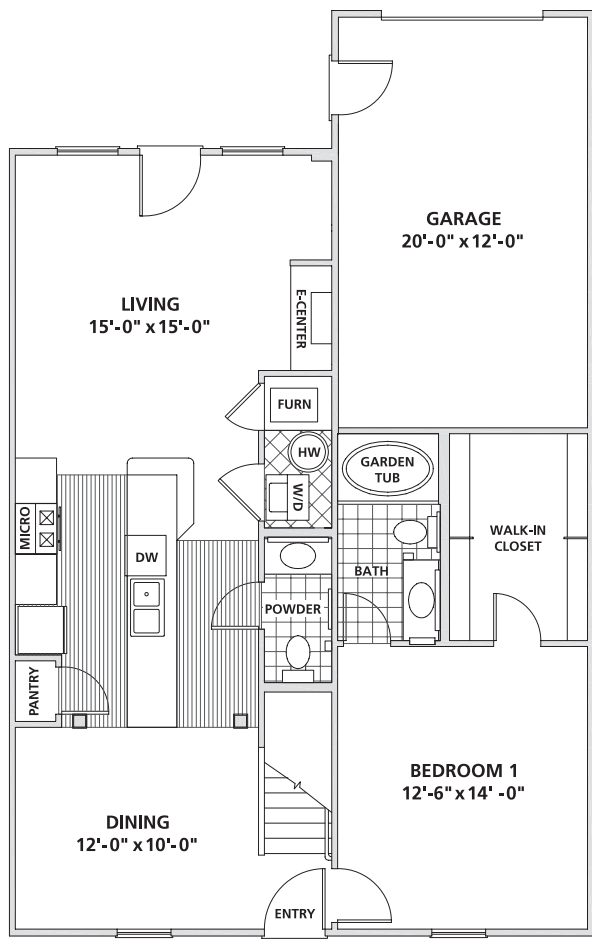 GARAGE
20'-0" x 12'-0"
LIVING
15'-0" x 15'-0"
E-CENTER
FURN
HW
W/D
GARDEN
TUB
MICRO
WALK-IN
CLOSET
DW
BATH
POWDER
PANTRY
BEDROOM 1
12'-6" x 14' -0"
DINING
12'-0" x 10'-0"
ENTRY